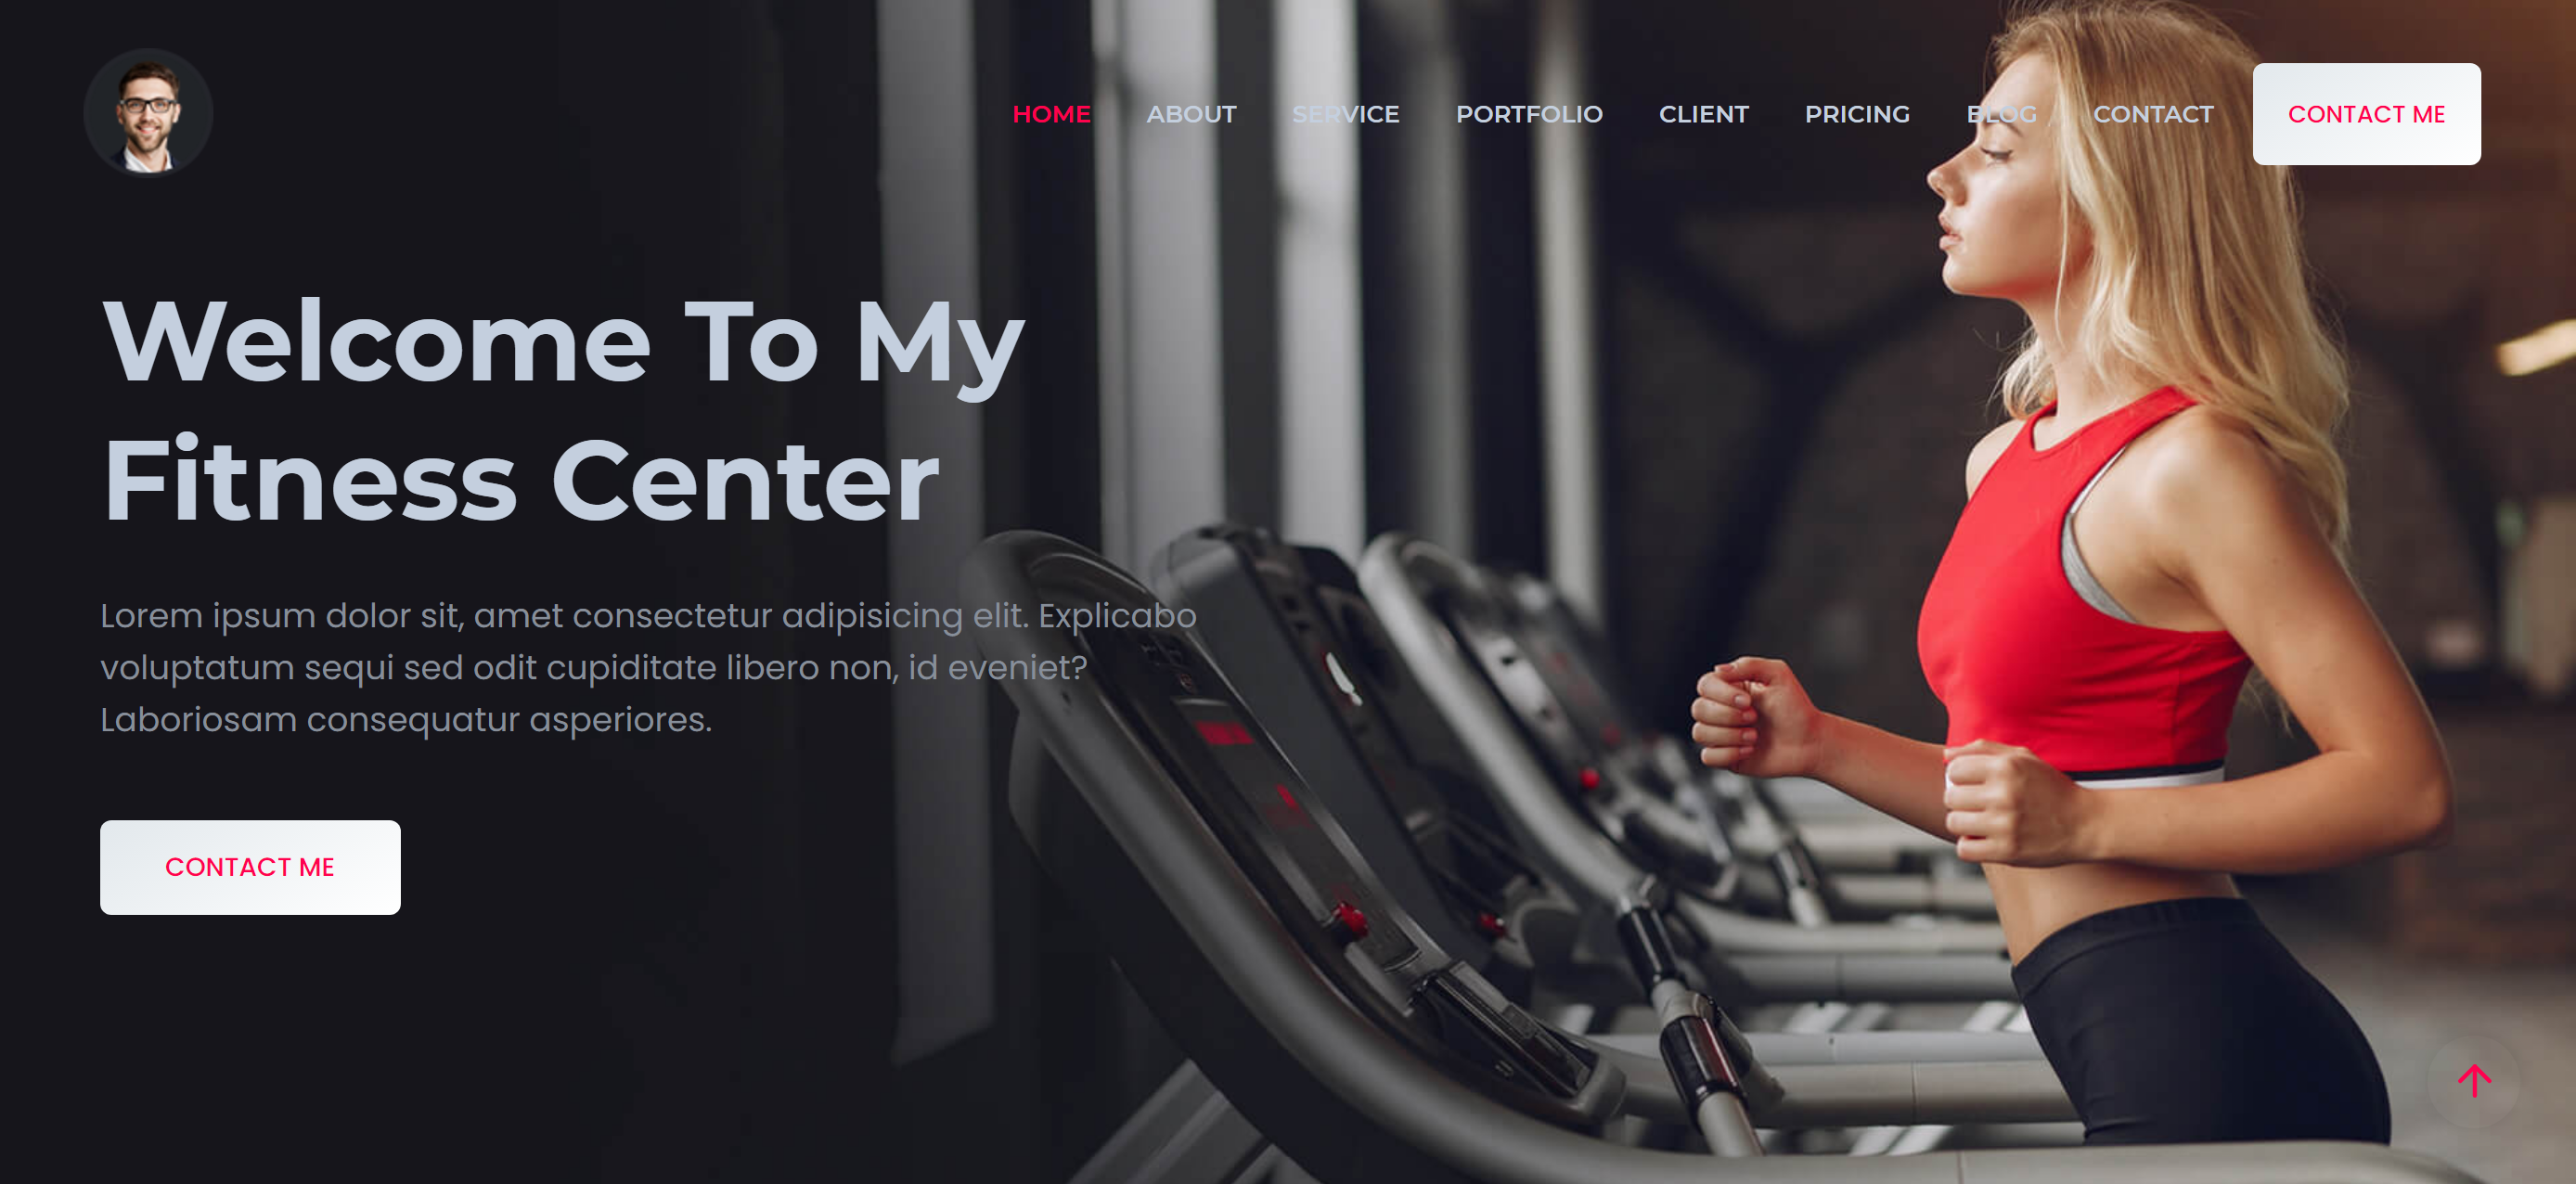 HOME ABOUT SERVICE PORTFOLIO CLIENT PRICING BLOG CONTACT CONTACT ME
Welcome To My
Fitness Center
Lorem ipsum dolor sit, amet consectetur adipisicing elit. Explicabo
voluptatum sequi sed odit cupiditate libero non, id eveniet?
Laboriosam consequatur asperiores.
CONTACT ME